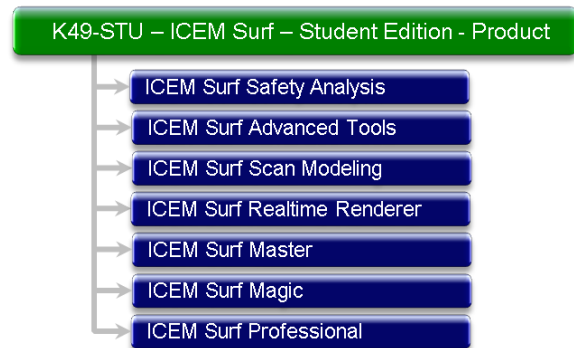 K49-STU – ICEM Surf – Student Edition - Product
ICEM Surf Safety Analysis
ICEM Surf Advanced Tools
ICEM Surf Scan Modeling
ICEM Surf Realtime Renderer
ICEM Surf Master
ICEM Surf Magic
ICEM Surf Professional